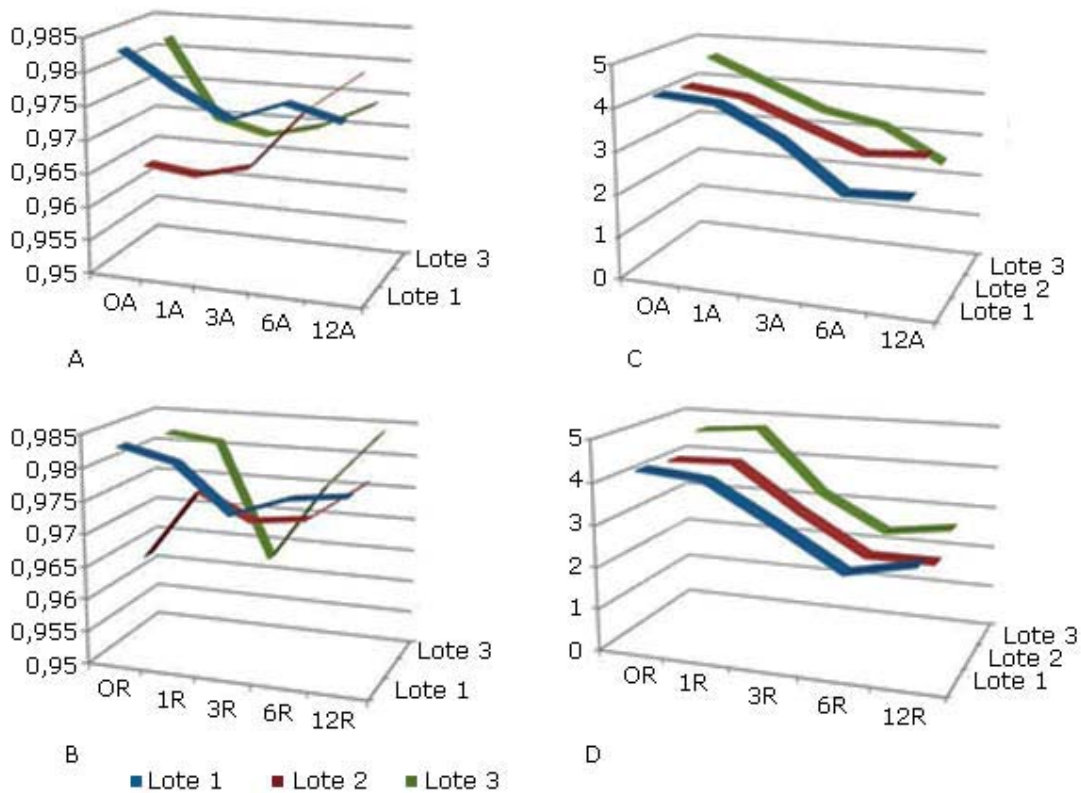 0,985
0,98
0,975
0,97
0,965
0,96
0,955
0,95
OA 1A 3A 6A 12A
Lote 3
Lote 1
A
5
4
3
2
1
0
OA 1A 3A 6A 12A
Lote 3
Lote 2
Lote 1
C
0,985
0,98
0,975
0,97
0,965
0,96
0,955
0,95
OR 1R 3R 6R 12R
Lote 3
Lote 1
B
5
4
3
2
1
0
OR 1R 3R 6R 12R
Lote 3
Lote 2
Lote 1
D
Lote 1 Lote 2 Lote 3